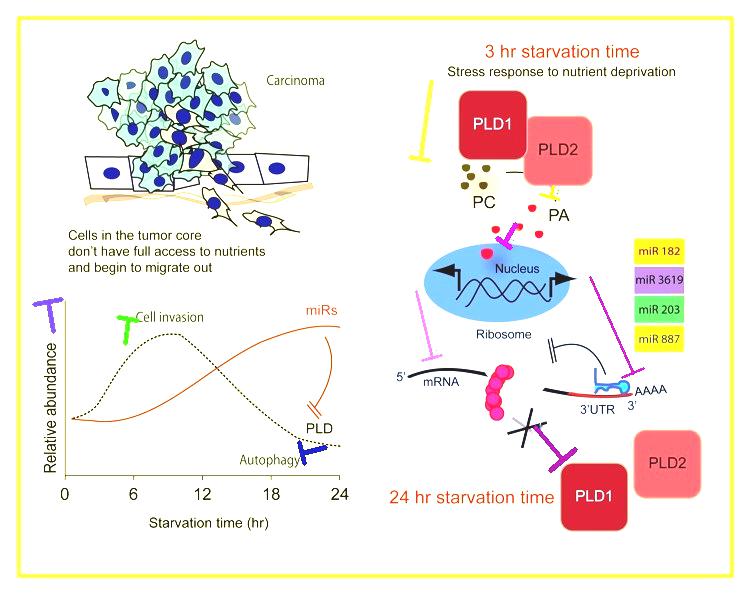 Carcinoma
Cells in the tumor core
don't have full access to nutrients
and begin to migrate out
Relative abundance
Cell invasion
miRs
PLD
Autophagy
0 6 12 18 24
Starvation time (hr)
3 hr starvation time
Stress response to nutrient deprivation
PLD1
PLD2
PC
PA
Nucleus
Ribosome
miR 182
miR 3619
miR 203
miR 887
5'
mRNA
AAAA
3'UTR
3'
24 hr starvation time
PLD1
PLD2